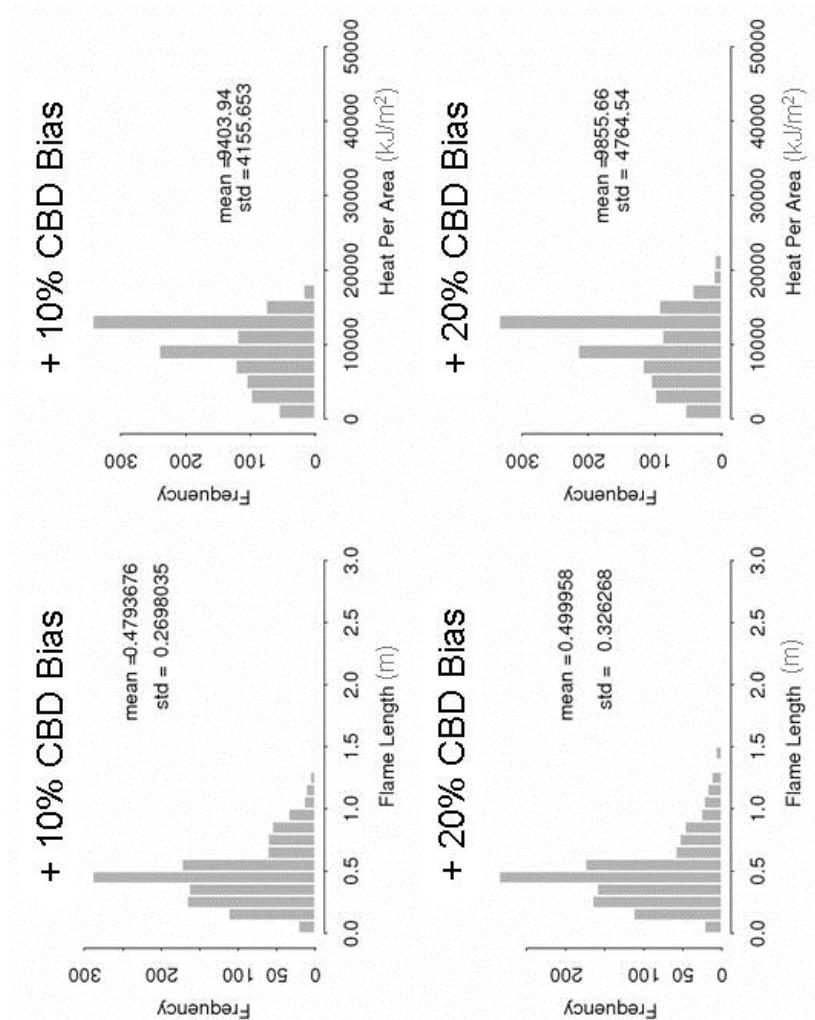 + 10% CBD Bias
mean =0.4793676
std = 0.2698035
Frequency
300
200
100
50
0
0.0 0.5 1.0 1.5 2.0 2.5 3.0
Flame Length (m)
+ 10% CBD Bias
mean =9403.94
std = 4155.653
Frequency
300
200
100
0
0 10000 20000 30000 40000 50000
Heat Per Area (kJ/m²)
+ 20% CBD Bias
mean =0.499958
std = 0.326268
Frequency
200
100
50
0
0.0 0.5 1.0 1.5 2.0 2.5 3.0
Flame Length (m)
+ 20% CBD Bias
mean =9855.66
std = 4764.54
Frequency
300
200
100
0
0 10000 20000 30000 40000 50000
Heat Per Area (kJ/m²)